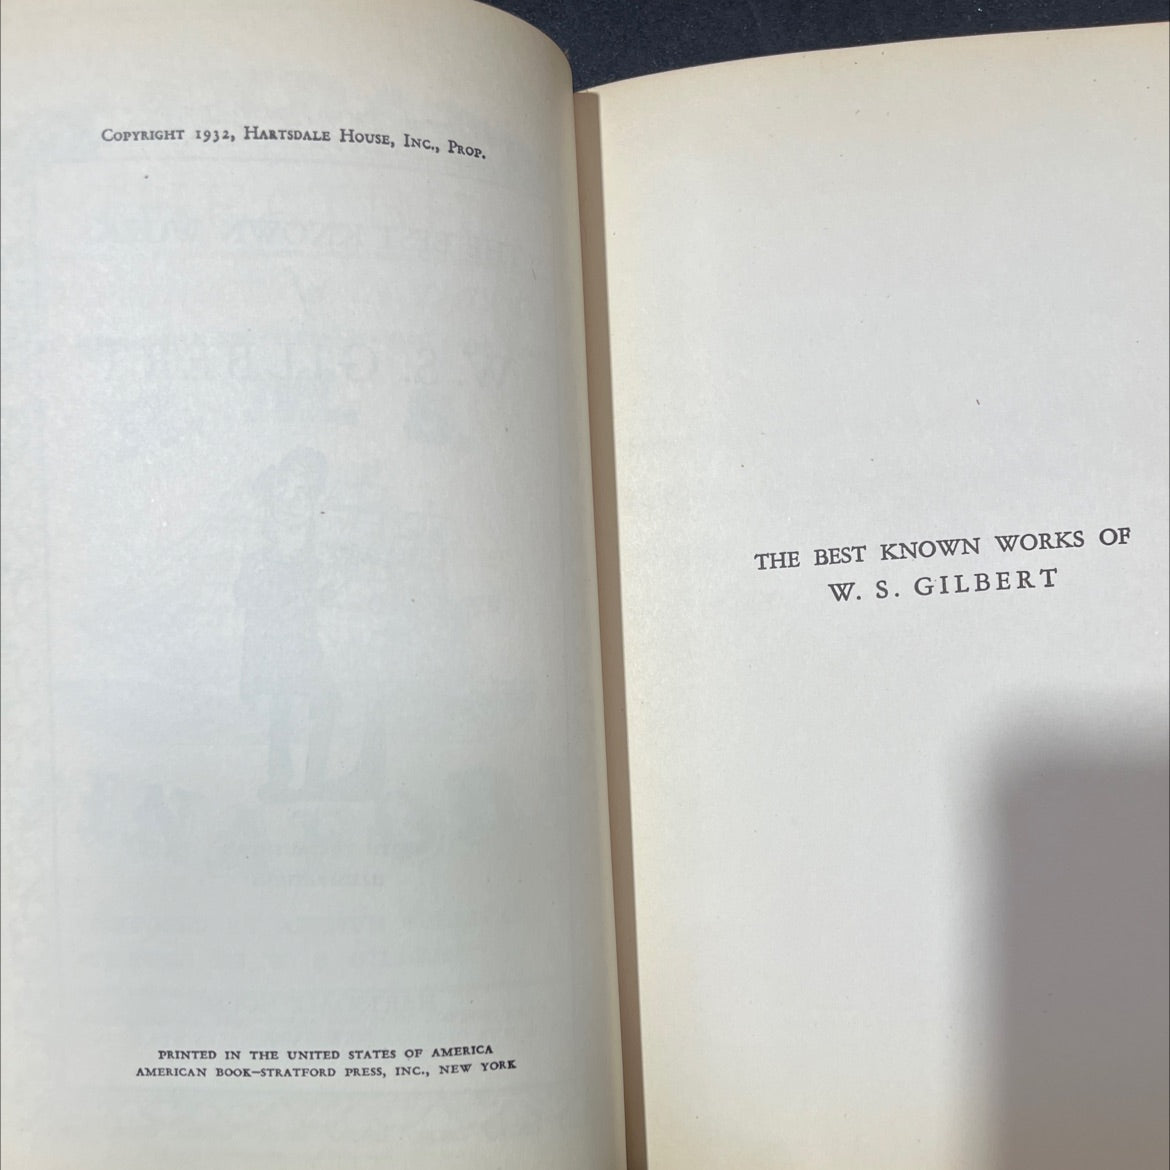 COPYRIGHT 1932, HARTSDALE HOUSE, INC., PROP.
PRINTED IN THE UNITED STATES OF AMERICA
AMERICAN BOOK—STRATFORD PRESS, INC., NEW YORK
THE BEST KNOWN WORKS OF
W. S. GILBERT